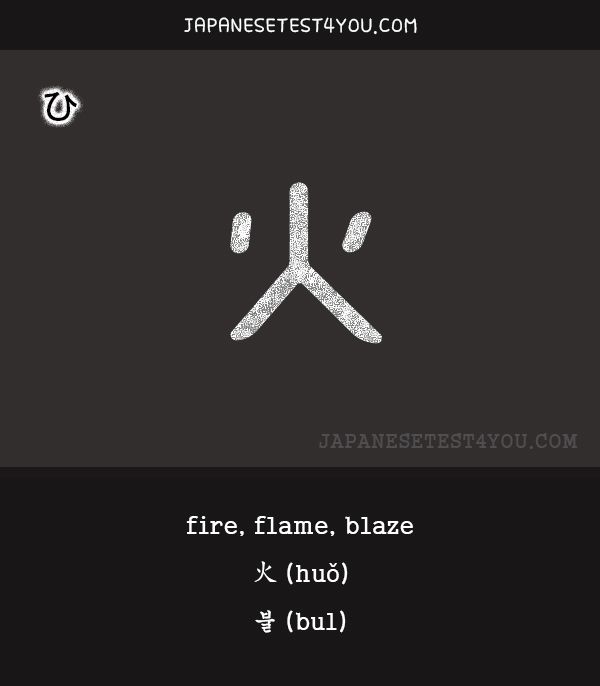 JAPANESETEST4YOU.COM
ひ
火
JAPANESETEST4YOU.COM
fire, flame, blaze
火 (huǒ)
불 (bul)